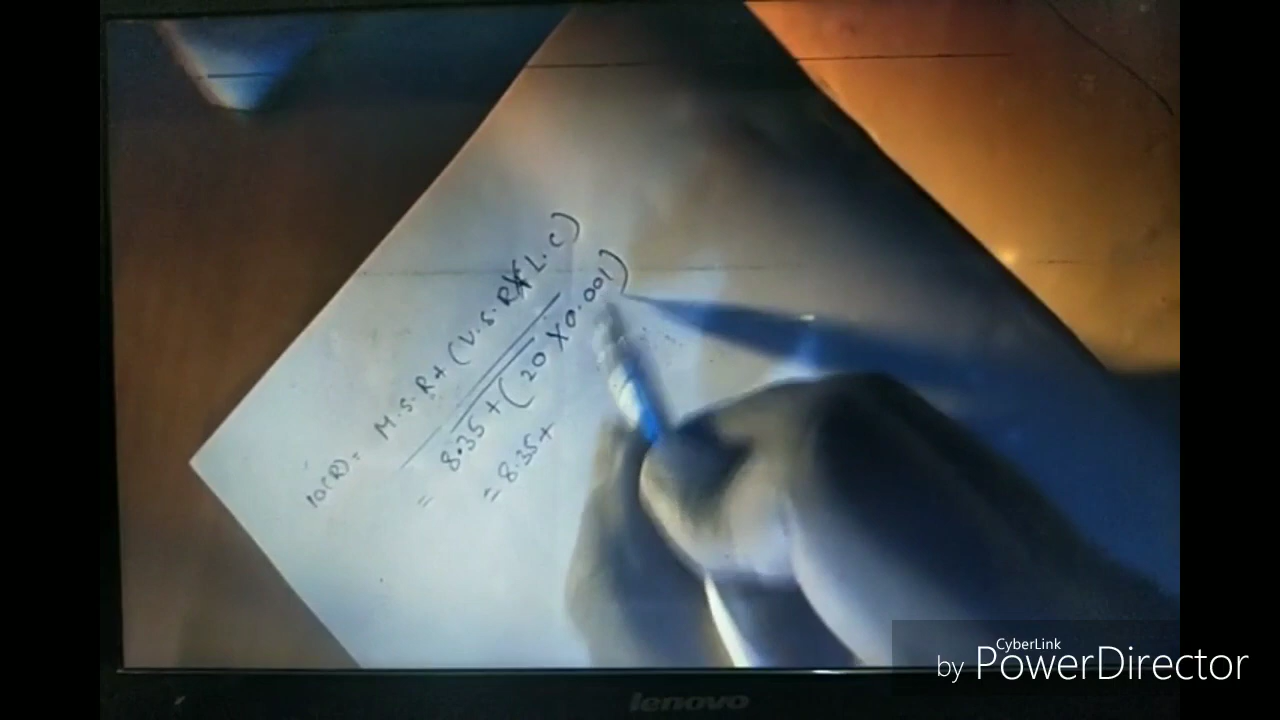 10(R) = M.S.R + (V.S.R X L.C)
= 8.35 + (20 X 0.001)
= 8.35 +
lenovo
CyberLink
by PowerDirector